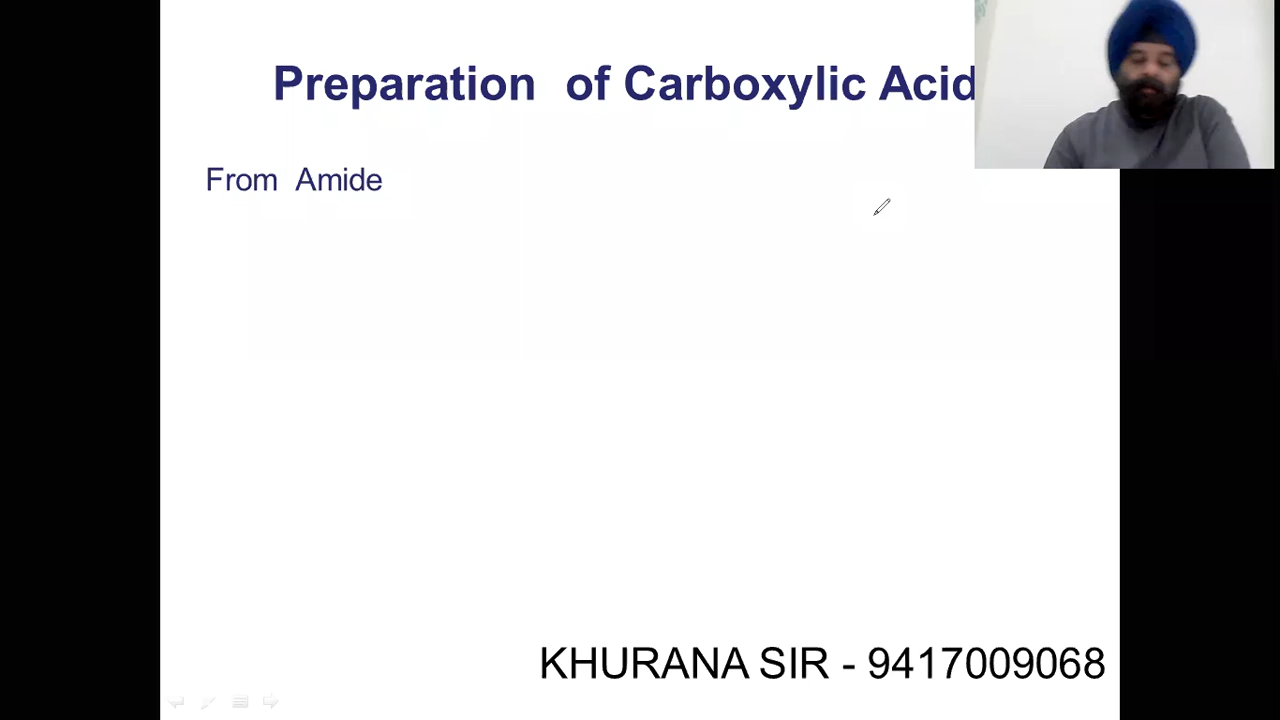 Preparation of Carboxylic Acid
From Amide
KHURANA SIR - 9417009068